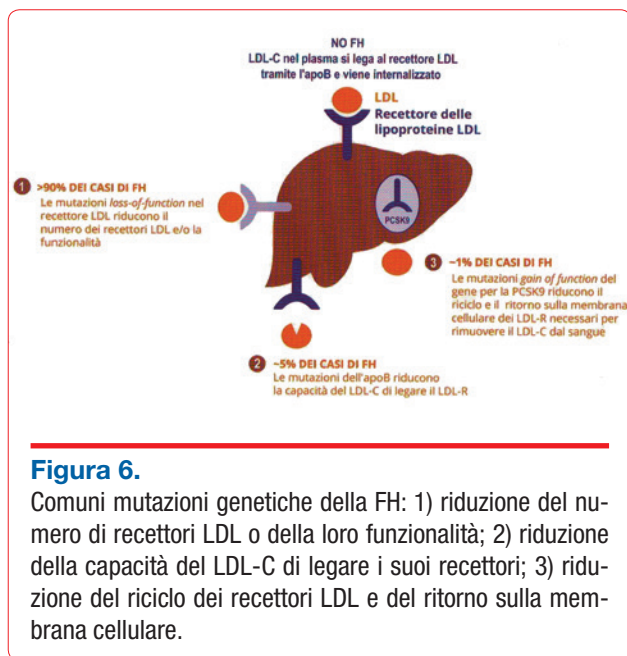 NO FH
LDL-C nel plasma si lega al recettore LDL
tramite l'apoB e viene internalizzato
LDL
Recettore delle
lipoproteine LDL
1 >90% DEI CASI DI FH
Le mutazioni loss-of-function nel
recettore LDL riducono il
numero dei recettori LDL e/o la
funzionalità
PCSK9
3 ~1% DEI CASI DI FH
Le mutazioni gain of function del
gene per la PCSK9 riducono il
riciclo e il ritorno sulla membrana
cellulare dei LDL-R necessari per
rimuovere il LDL-C dal sangue
2 ~5% DEI CASI DI FH
Le mutazioni dell'apoB riducono
la capacità del LDL-C di legare il LDL-R
Figura 6.
Comuni mutazioni genetiche della FH: 1) riduzione del nu-
mero di recettori LDL o della loro funzionalità; 2) riduzione
della capacità del LDL-C di legare i suoi recettori; 3) ridu-
zione del riciclo dei recettori LDL e del ritorno sulla mem-
brana cellulare.